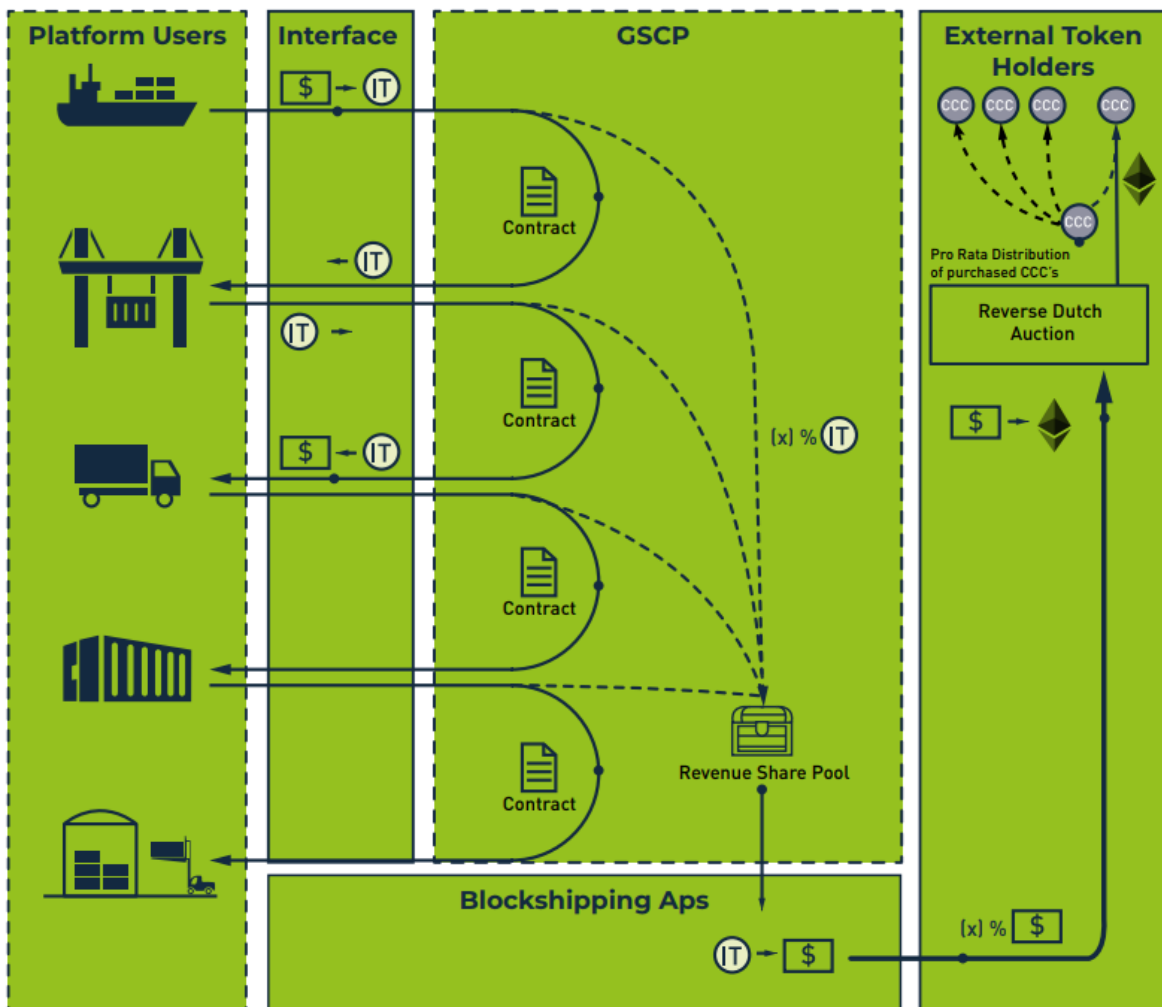 Platform Users
Interface
GSCP
External Token
Holders
$ IT
CCC CCC CCC CCC
Contract
CCC
IT
Pro Rata Distribution
of purchased CCC's
Reverse Dutch
Auction
IT
Contract
$
(x) % IT
$ IT
Contract
Revenue Share Pool
Contract
Blockshipping Aps
(x) % $
IT $